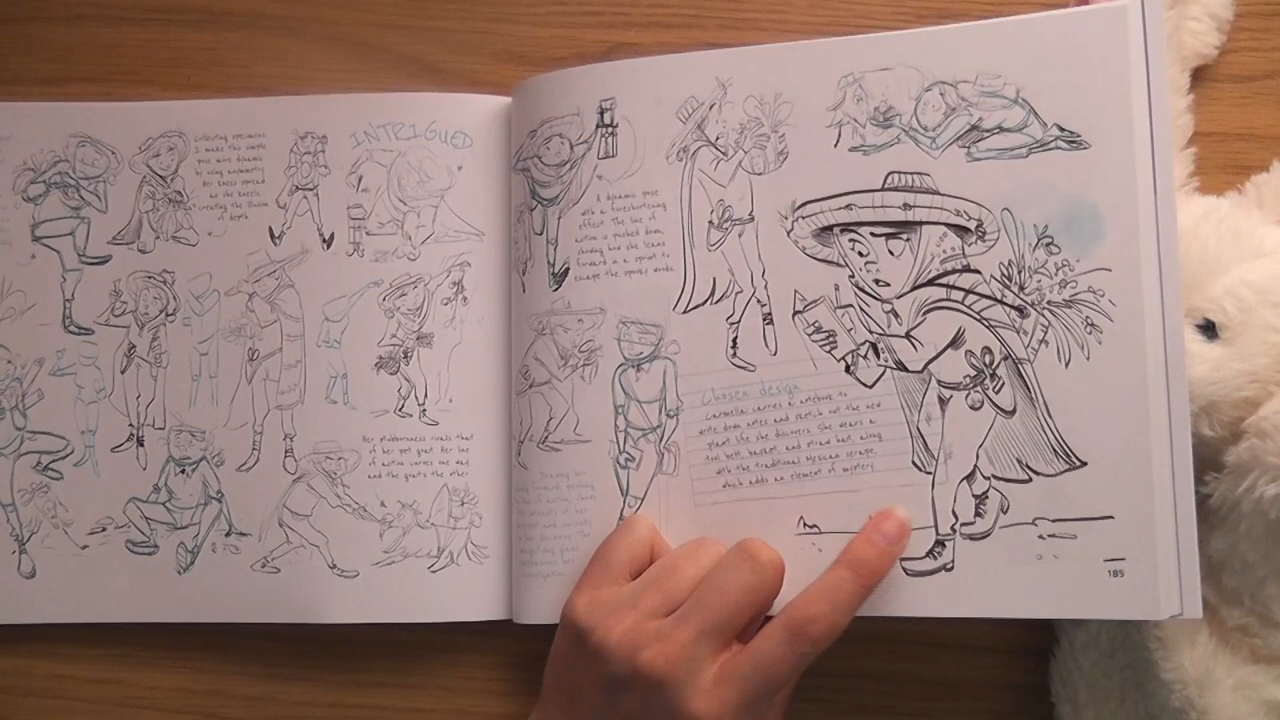 collecting specimens
I make this simple
pose more dynamic
by using asymmetry
Her knees spread
as she kneels,
creating the illusion
of depth
INTRIGUED
Her stubbornness rivals that
of her pet goat. Her line
of action curves one way
and the goat's the other
A dynamic pose
with a foreshortening
effect. The line of
action is pushed down,
showing how she leans
forward in a sprint to
escape the spooky woods
Drawing her
Chosen design
Carmella carries a notebook to
write down notes and sketch out the new
plant life she discovers. She wears a
tool belt, basket, and straw hat, along
with the traditional Mexican serape,
which adds an element of mystery
185